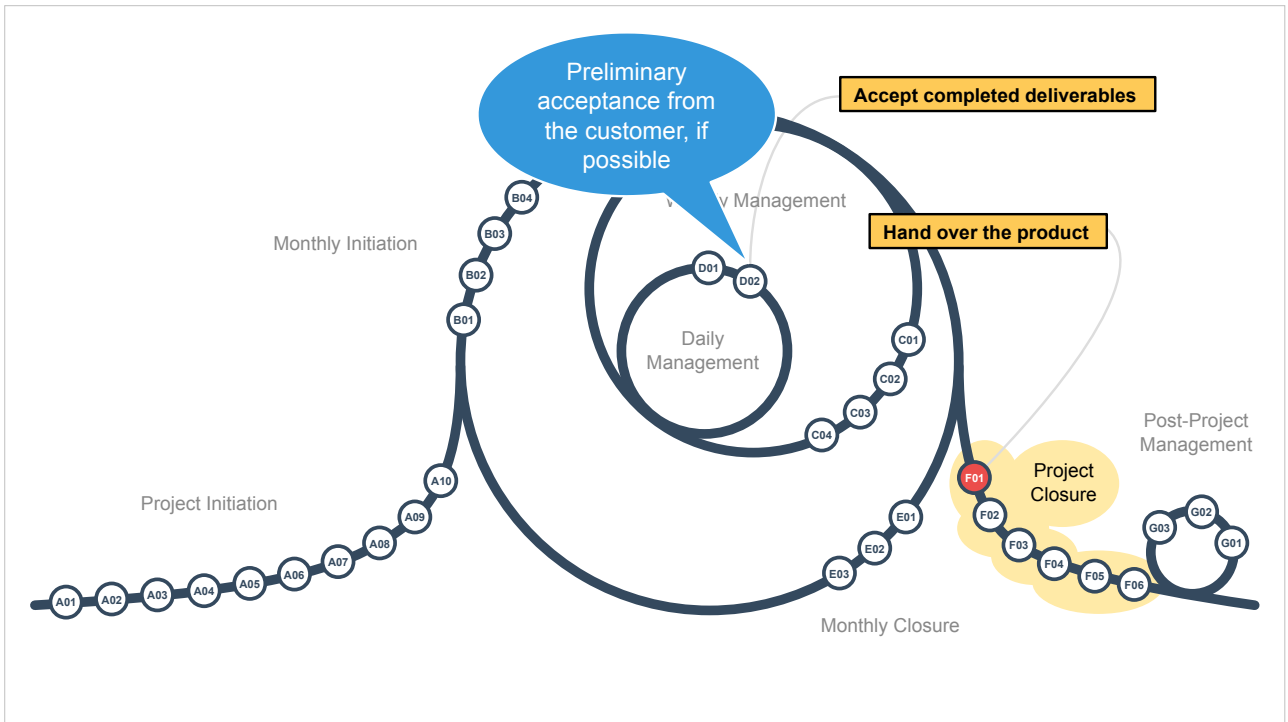 Preliminary
acceptance from
the customer, if
possible
Accept completed deliverables
Management
Hand over the product
Monthly Initiation
B04
B03
B02
B01
D01
D02
Daily
Management
C01
C02
C03
C04
Post-Project
Management
Project Initiation
A01
A02
A03
A04
A05
A06
A07
A08
A09
A10
F01
Project
Closure
F02
F03
F04
F05
F06
G03
G02
G01
E01
E02
E03
Monthly Closure